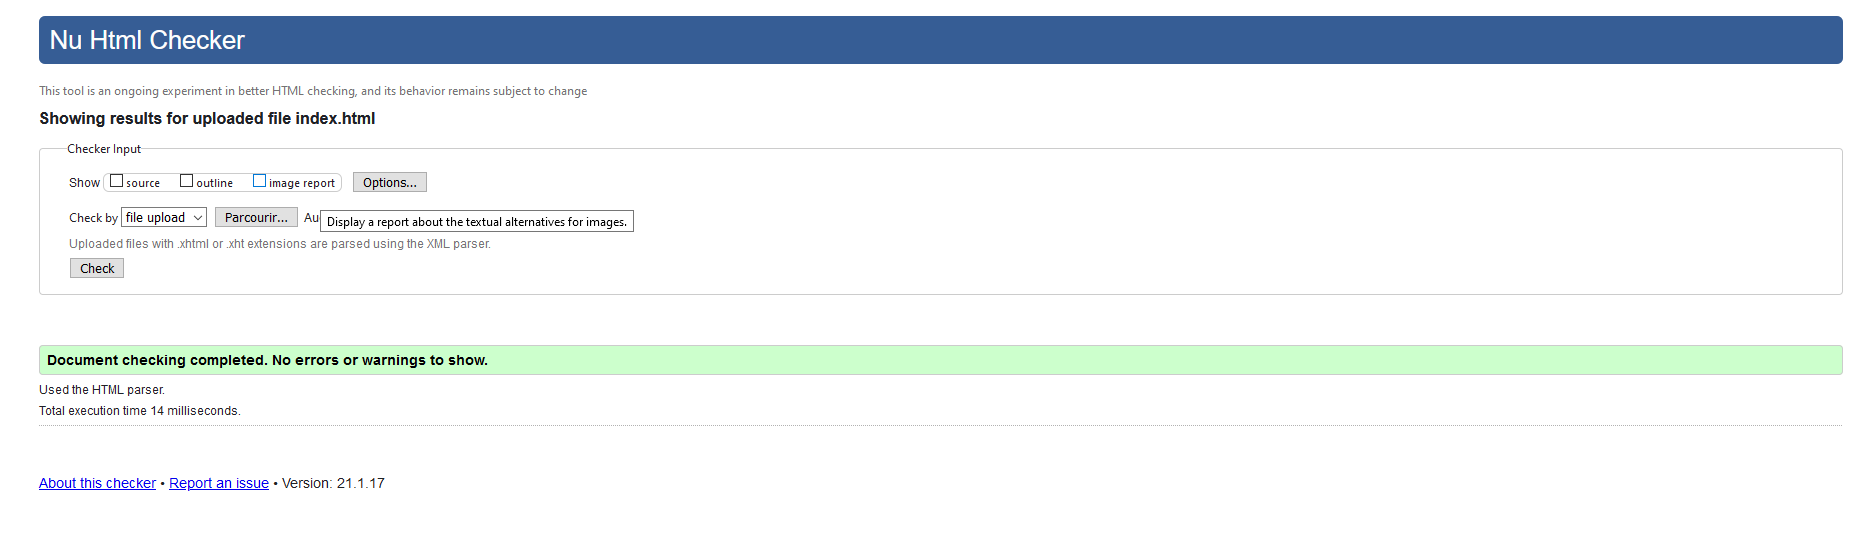 Nu Html Checker
This tool is an ongoing experiment in better HTML checking, and its behavior remains subject to change
Showing results for uploaded file index.html
Checker Input
Show source outline image report Options...
Check by file upload Parcourir... Au
Display a report about the textual alternatives for images.
Uploaded files with .xhtml or .xht extensions are parsed using the XML parser.
Check
Document checking completed. No errors or warnings to show.
Used the HTML parser.
Total execution time 14 milliseconds.
About this checker • Report an issue • Version: 21.1.17